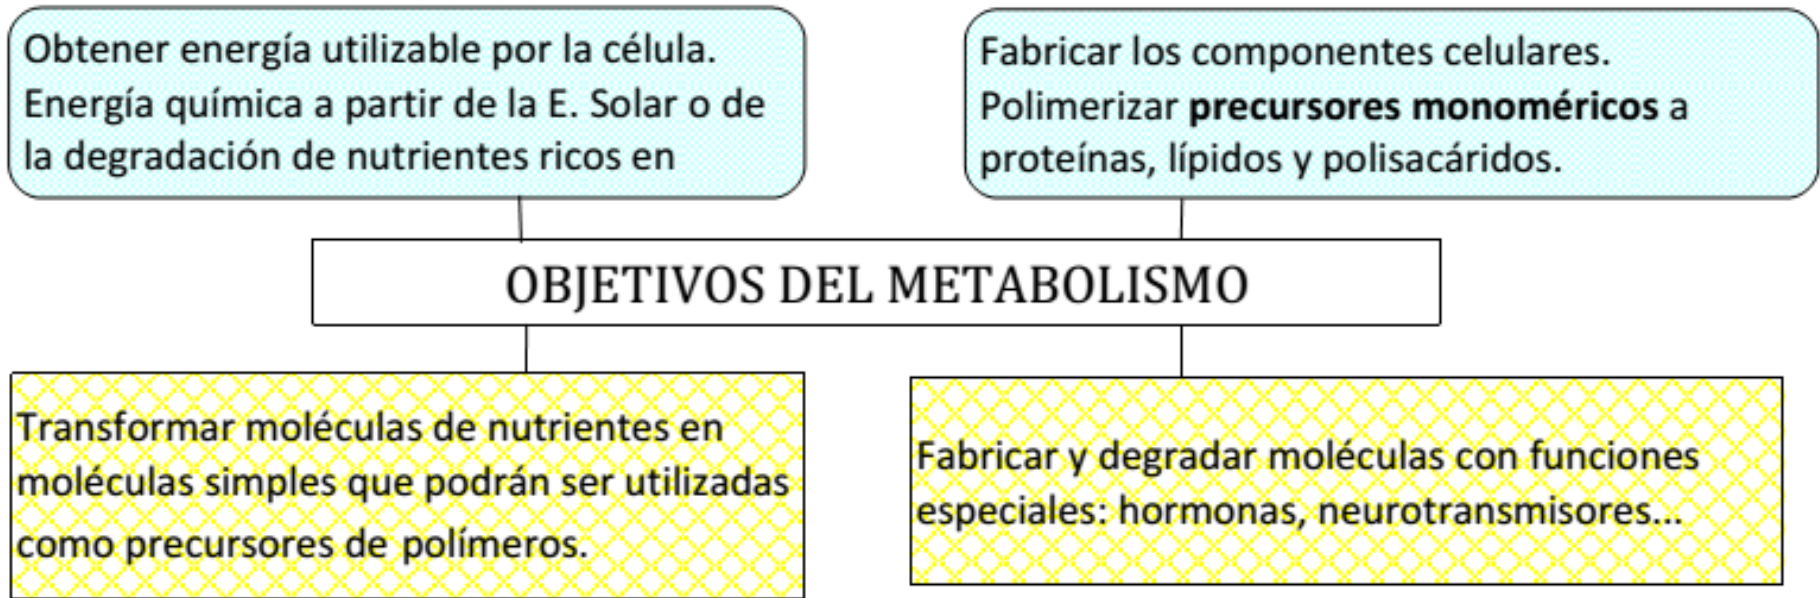 Obtener energía utilizable por la célula.
Energía química a partir de la E. Solar o de
la degradación de nutrientes ricos en
Fabricar los componentes celulares.
Polimerizar precursores monoméricos a
proteínas, lípidos y polisacáridos.
OBJETIVOS DEL METABOLISMO
Transformar moléculas de nutrientes en
moléculas simples que podrán ser utilizadas
como precursores de polímeros.
Fabricar y degradar moléculas con funciones
especiales: hormonas, neurotransmisores...